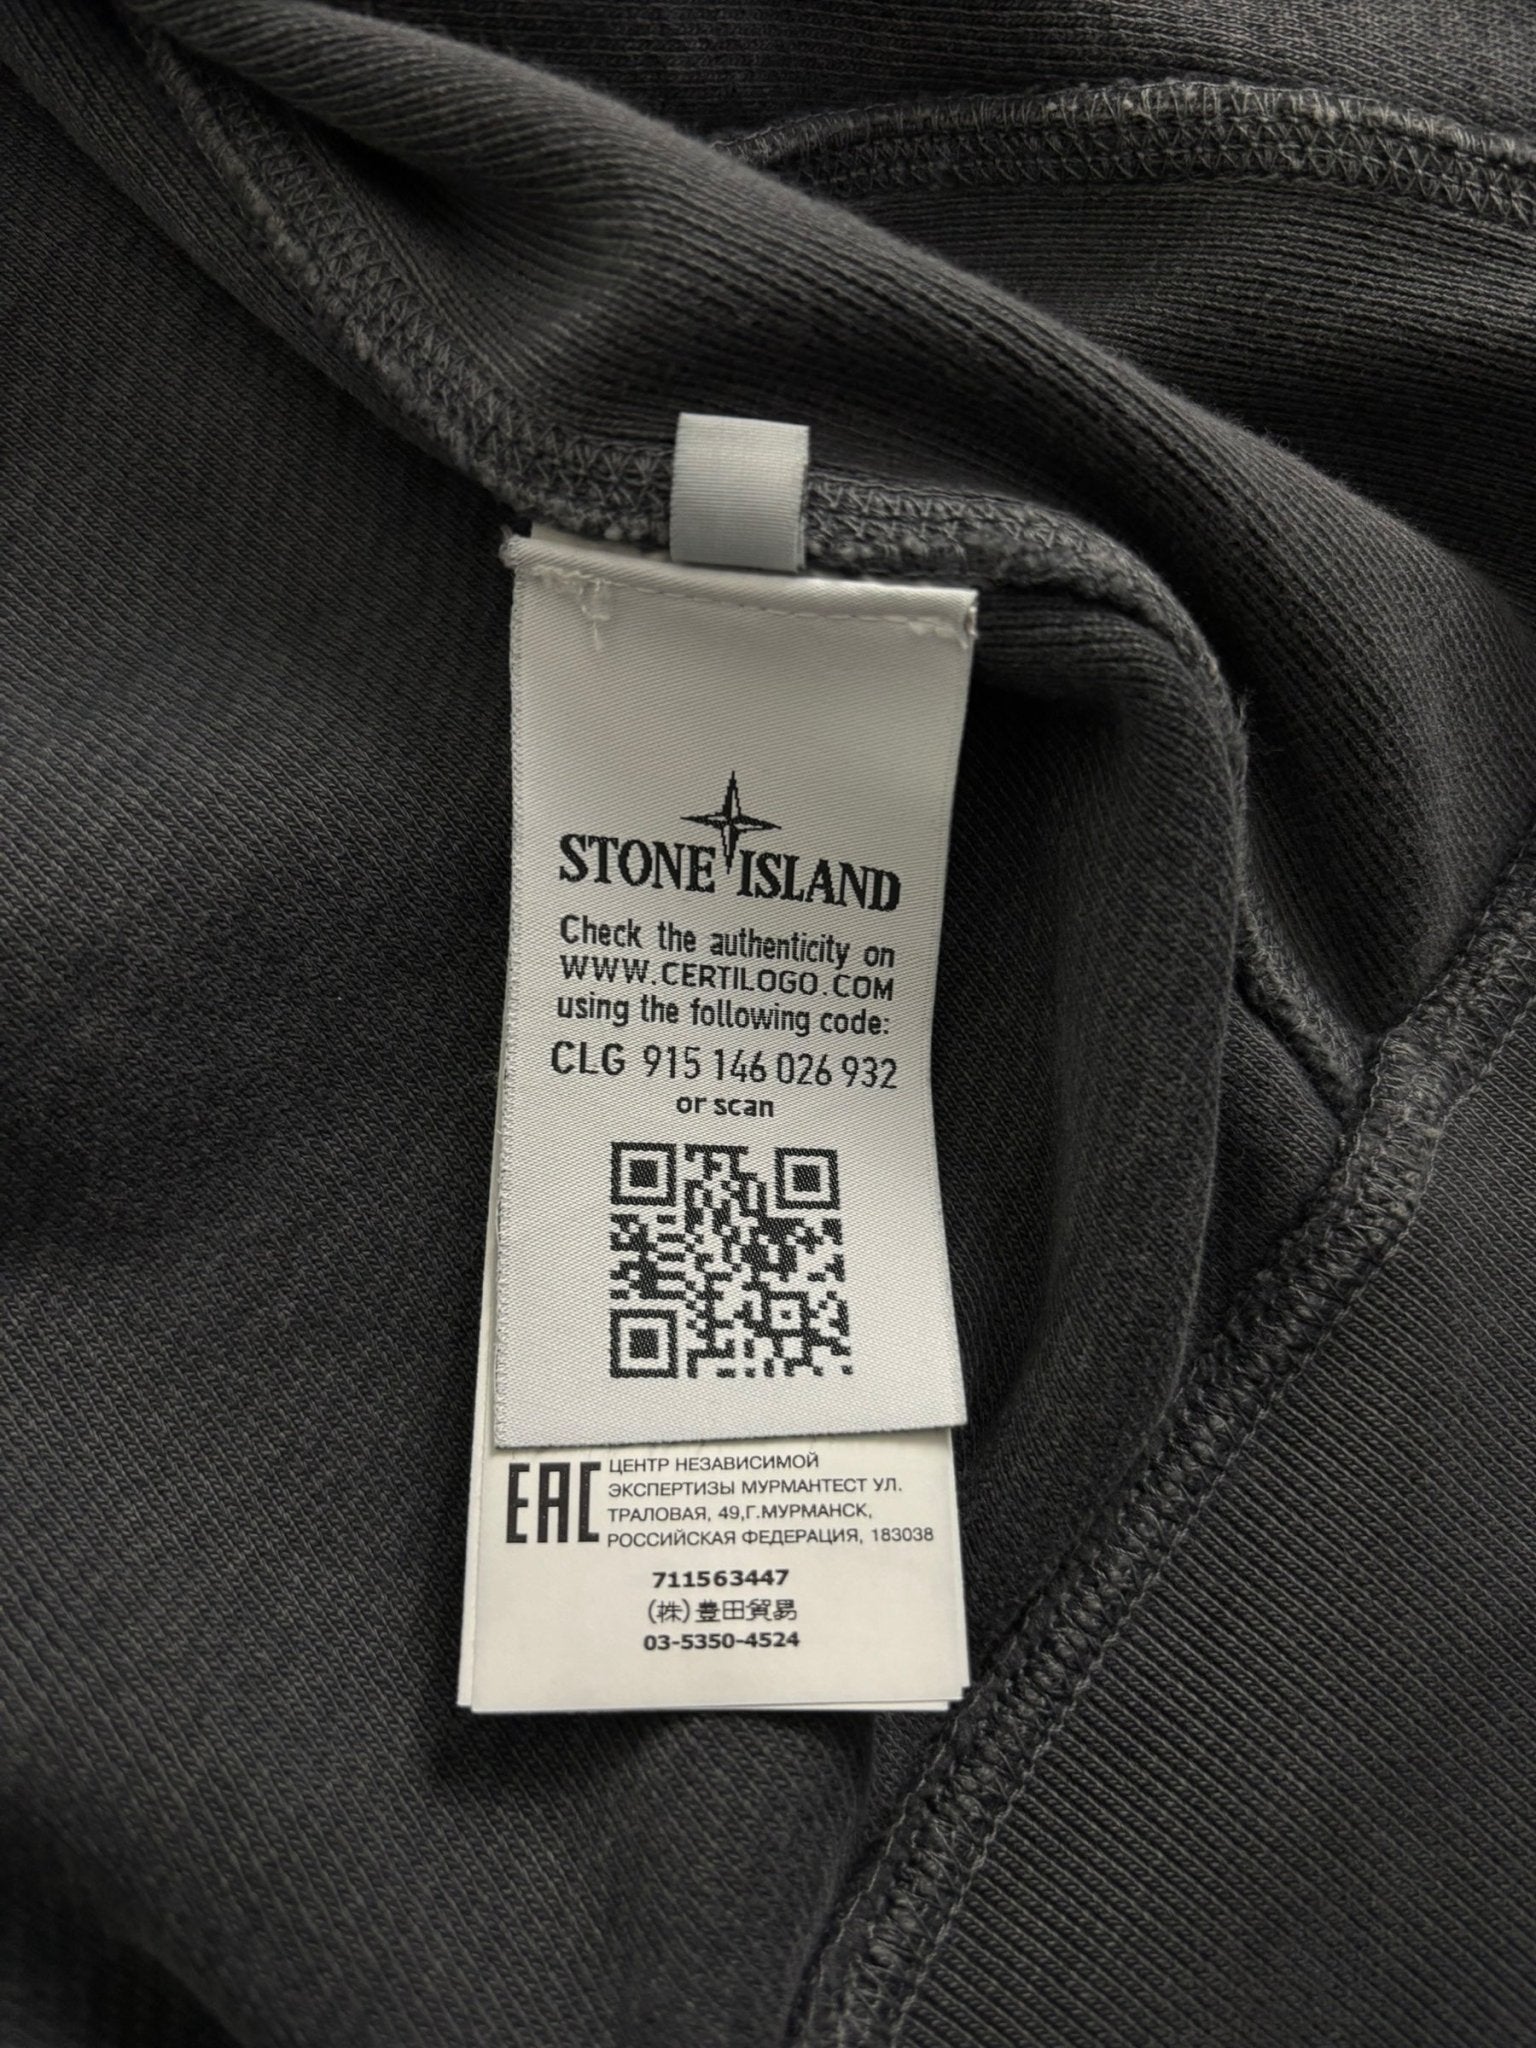 STONE ISLAND
Check the authenticity on
WWW.CERTILOGO.COM
using the following code:
CLG 915 146 026 932
or scan
EAC
ЦЕНТР НЕЗАВИСИМОЙ
ЭКСПЕРТИЗЫ МУРМАНТЕСТ УЛ.
ТРАЛОВАЯ, 49,Г.МУРМАНСК,
РОССИЙСКАЯ ФЕДЕРАЦИЯ, 183038
711563447
(株)豊田貿易
03-5350-4524